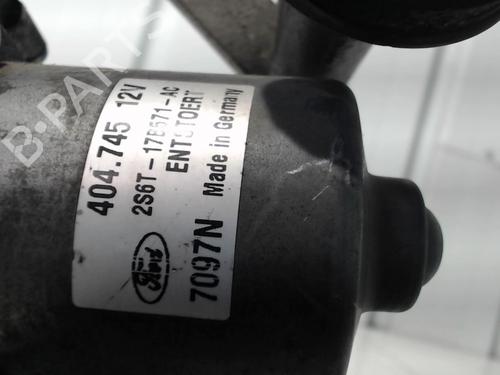 404.745 12V
2S6T-17B571-AC
ENTSTOERT
7097N Made in Germany
Ford
B-PARTS